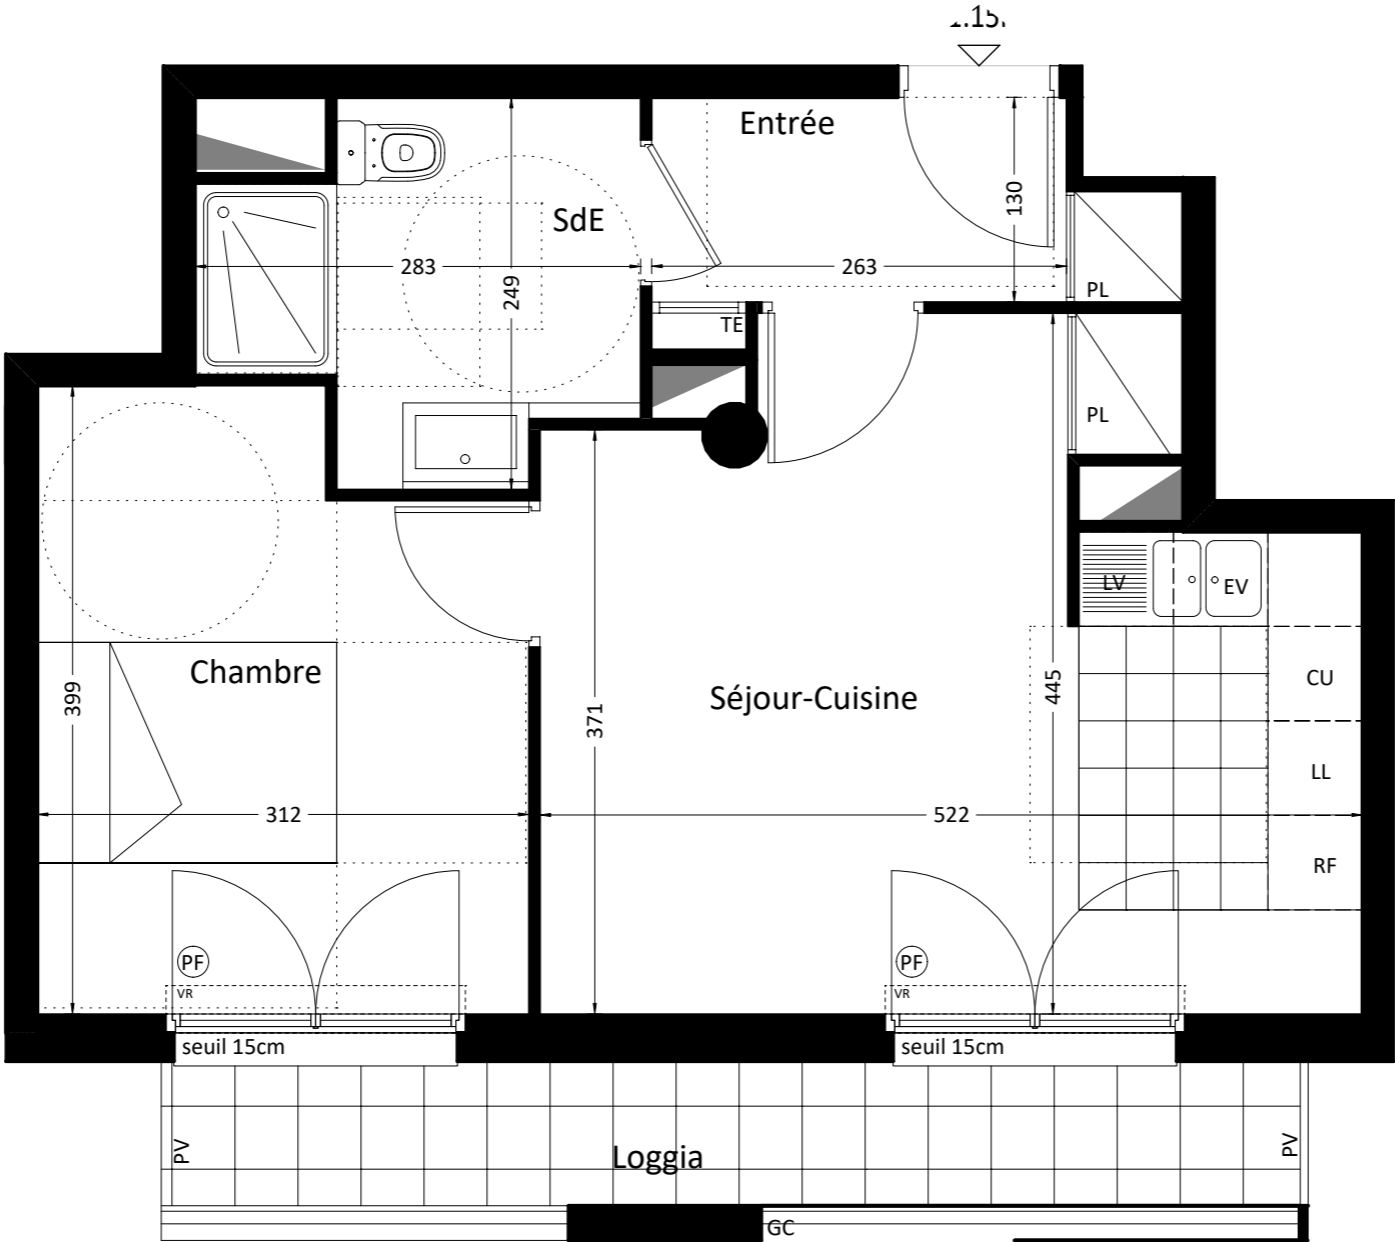 Entrée
SdE
130
283
249
263
PL
TE
PL
LV
EV
Chambre
399
Séjour-Cuisine
371
445
CU
LL
312
522
RF
PF
VR
PF
VR
seuil 15cm
seuil 15cm
PV
Loggia
PV
GC